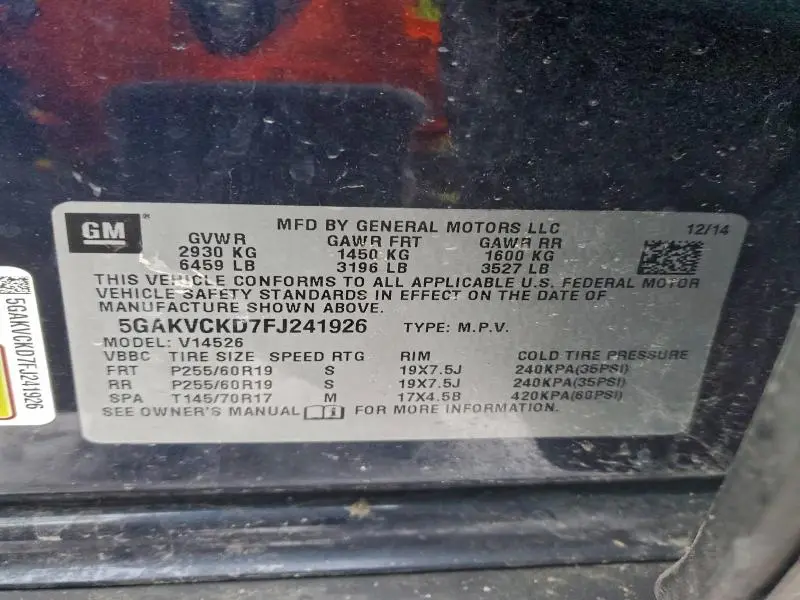 GM ®
MFD BY GENERAL MOTORS LLC 12/14
GVWR GAWR FRT GAWR RR
2930 KG 1450 KG 1600 KG
6459 LB 3196 LB 3527 LB
THIS VEHICLE CONFORMS TO ALL APPLICABLE U.S. FEDERAL MOTOR
VEHICLE SAFETY STANDARDS IN EFFECT ON THE DATE OF
MANUFACTURE SHOWN ABOVE.
5GAKVCKD7FJ241926 TYPE: M.P.V.
MODEL: V14526
VBBC TIRE SIZE SPEED RTG RIM COLD TIRE PRESSURE
FRT P255/60R19 S 19X7.5J 240KPA(35PSI)
RR P255/60R19 S 19X7.5J 240KPA(35PSI)
SPA T145/70R17 M 17X4.5B 420KPA(60PSI)
SEE OWNER'S MANUAL FOR MORE INFORMATION.
5GAKVCKD7FJ241926